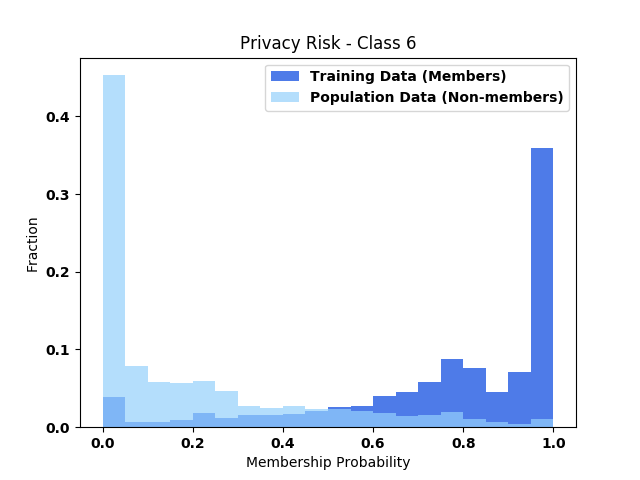 Privacy Risk - Class 6
Training Data (Members)
Population Data (Non-members)
Fraction
0.4
0.3
0.2
0.1
0.0
0.0 0.2 0.4 0.6 0.8 1.0
Membership Probability